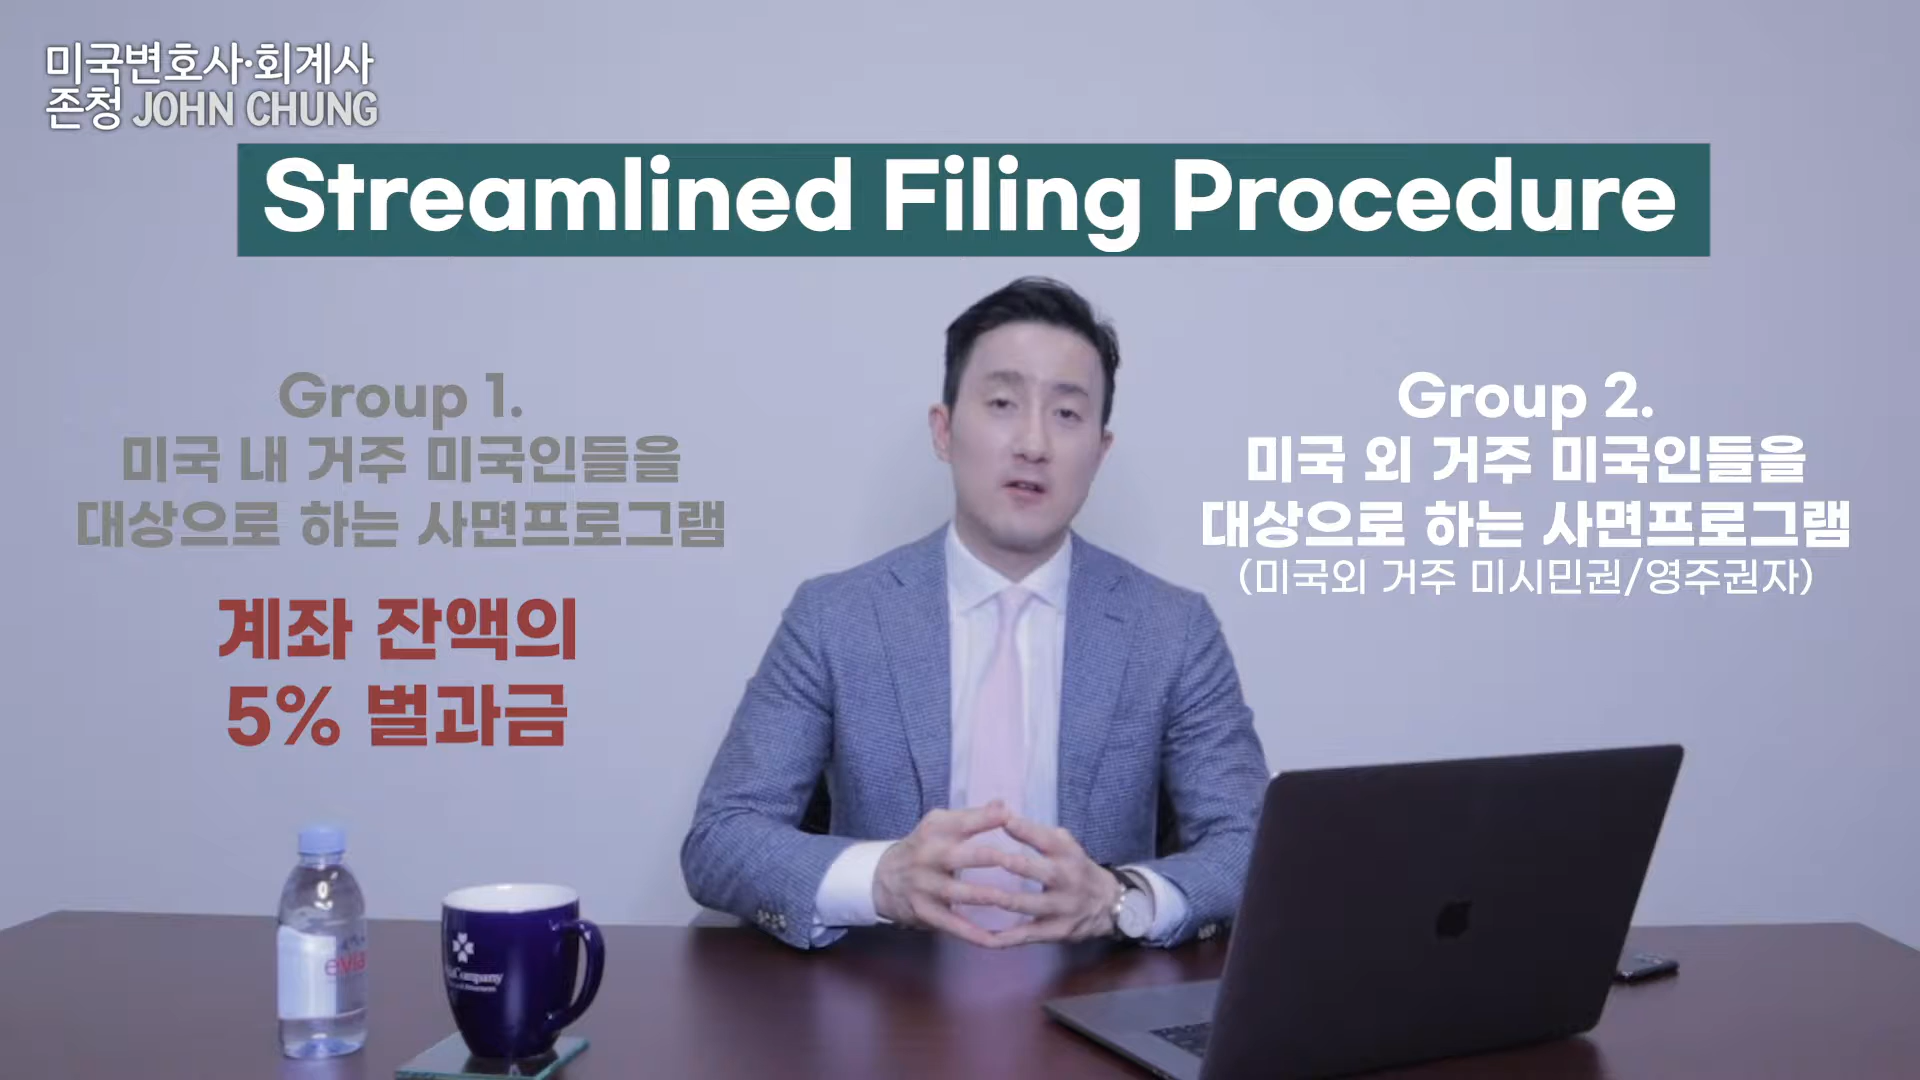 미국변호사·회계사
존청 JOHN CHUNG
Streamlined Filing Procedure
Group 1.
미국 내 거주 미국인들을
대상으로 하는 사면프로그램
계좌 잔액의
5% 벌과금
Group 2.
미국 외 거주 미국인들을
대상으로 하는 사면프로그램
(미국외 거주 미시민권/영주권자)